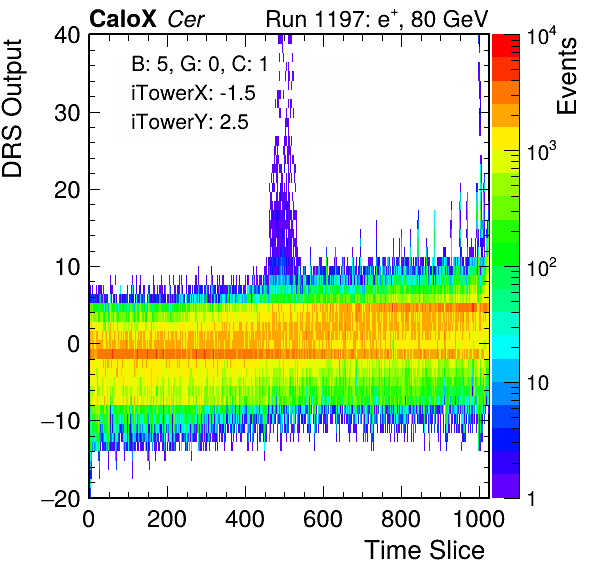 CaloX Cer
Run 1197: e+, 80 GeV
B: 5, G: 0, C: 1
iTowerX: -1.5
iTowerY: 2.5
DRS Output
40
30
20
10
0
−10
−20
0 200 400 600 800 1000
Time Slice
Events
10^4
10^3
10^2
10
1